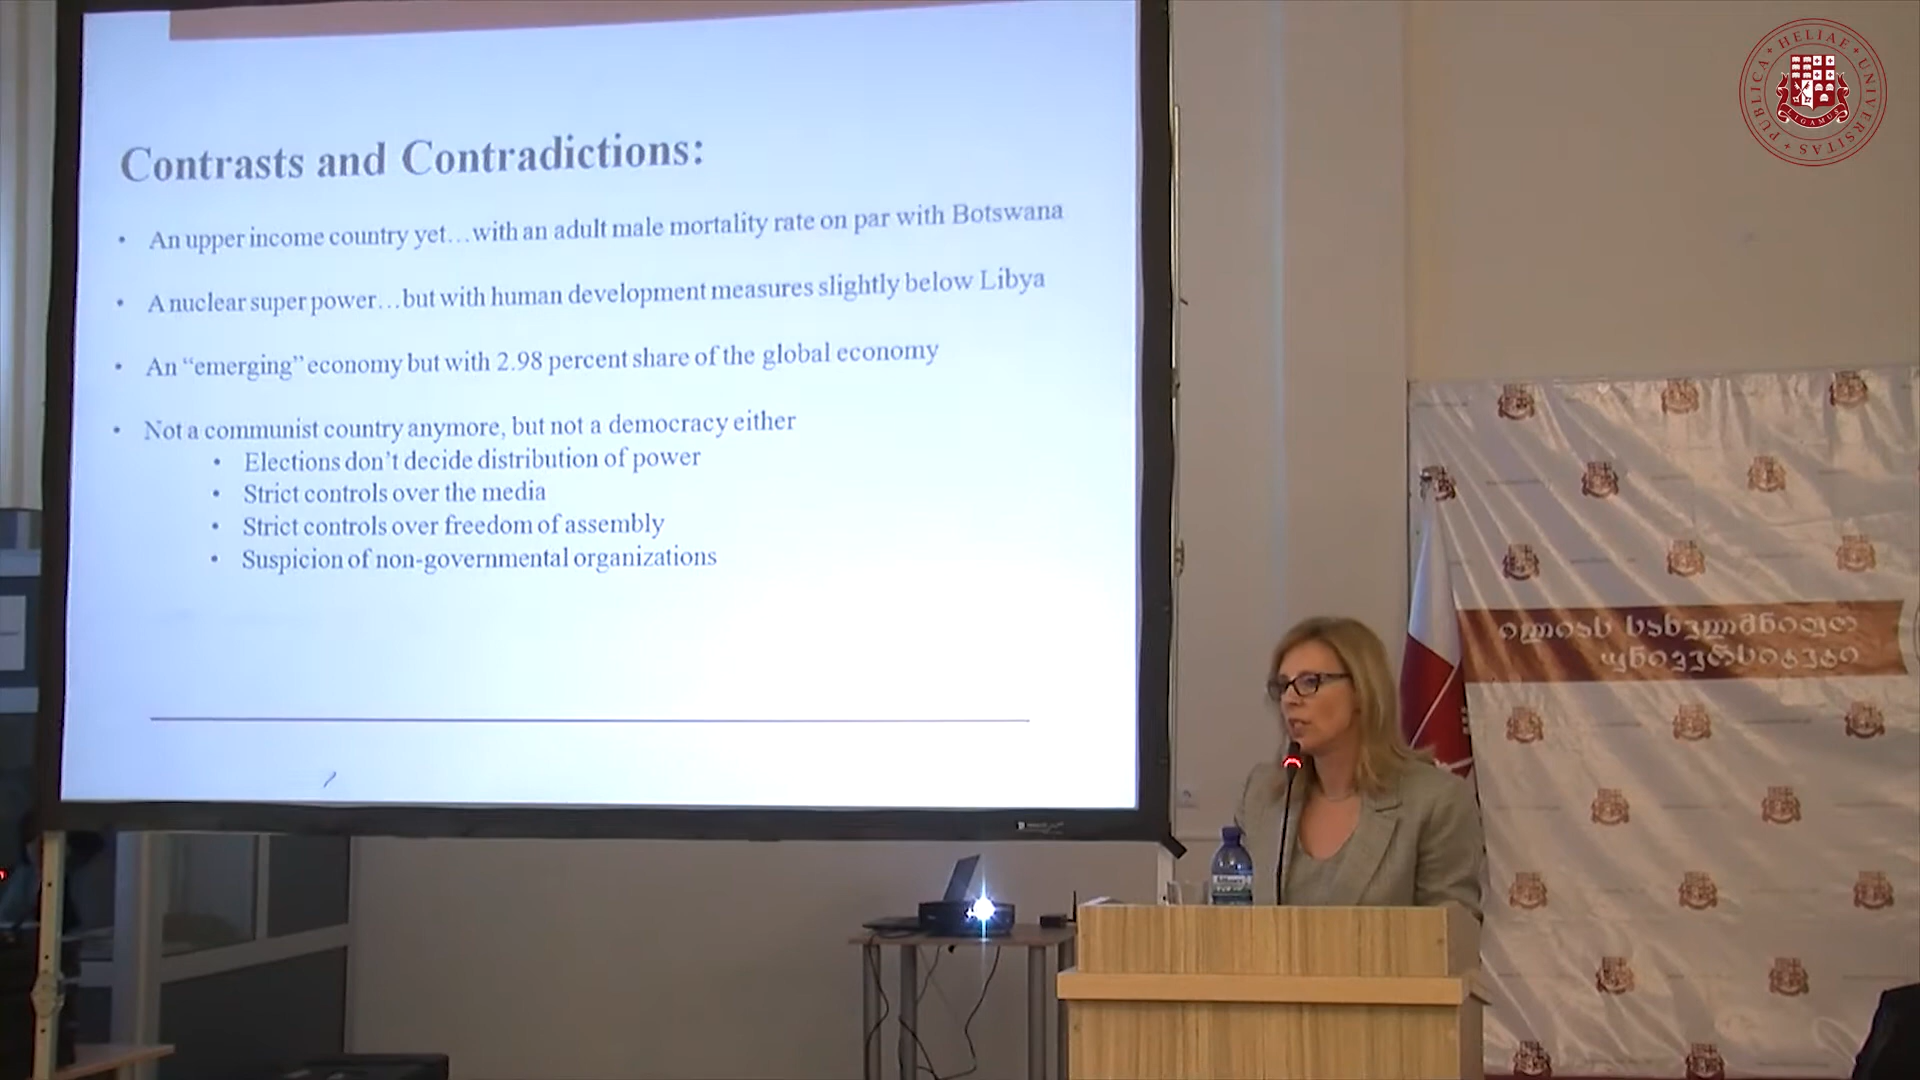 Contrasts and Contradictions:
• An upper income country yet…with an adult male mortality rate on par with Botswana
• A nuclear super power…but with human development measures slightly below Libya
• An “emerging” economy but with 2.98 percent share of the global economy
• Not a communist country anymore, but not a democracy either
• Elections don’t decide distribution of power
• Strict controls over the media
• Strict controls over freedom of assembly
• Suspicion of non-governmental organizations
PUBLICA HELIAE UNIVERSITAS
LIGAMUS
ილიას სახელმწიფო
უნივერსიტეტი